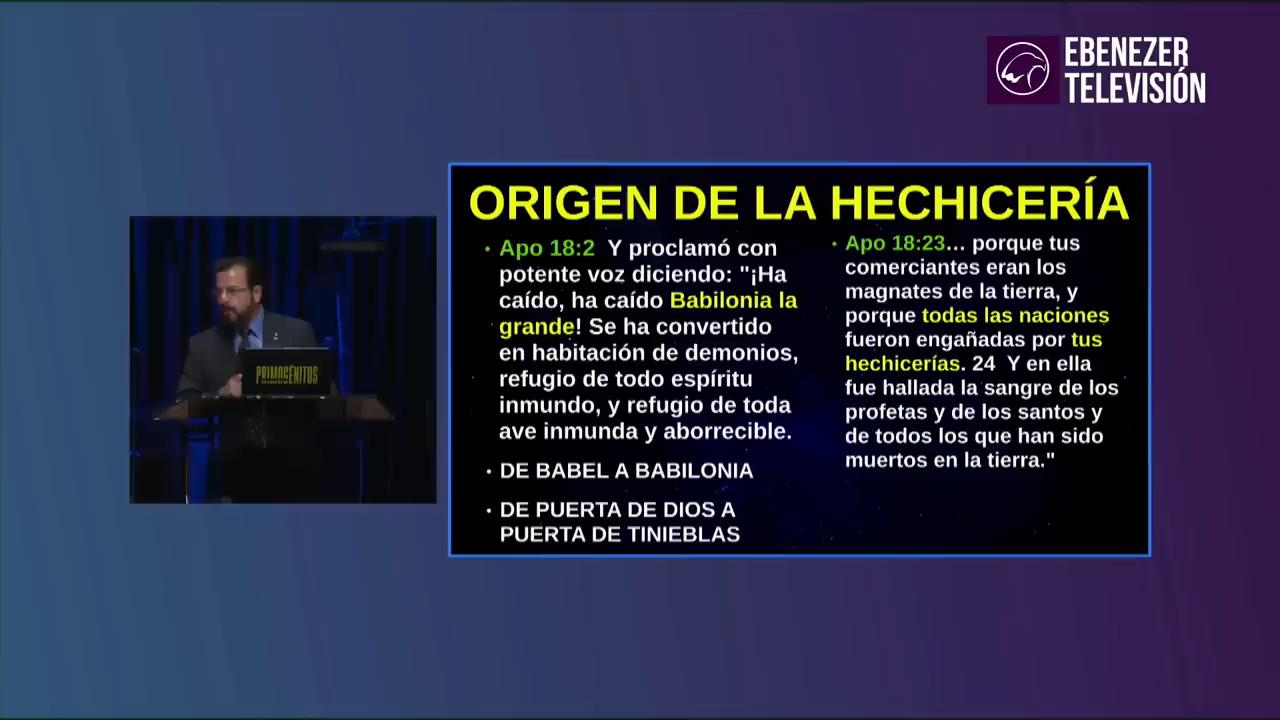 EBENEZER
TELEVISIÓN
PRIMOGÉNITOS
ORIGEN DE LA HECHICERÍA
• Apo 18:2 Y proclamó con
potente voz diciendo: "¡Ha
caído, ha caído Babilonia la
grande! Se ha convertido
en habitación de demonios,
refugio de todo espíritu
inmundo, y refugio de toda
ave inmunda y aborrecible.
• DE BABEL A BABILONIA
• DE PUERTA DE DIOS A
PUERTA DE TINIEBLAS
• Apo 18:23… porque tus
comerciantes eran los
magnates de la tierra, y
porque todas las naciones
fueron engañadas por tus
hechicerías. 24 Y en ella
fue hallada la sangre de los
profetas y de los santos y
de todos los que han sido
muertos en la tierra."